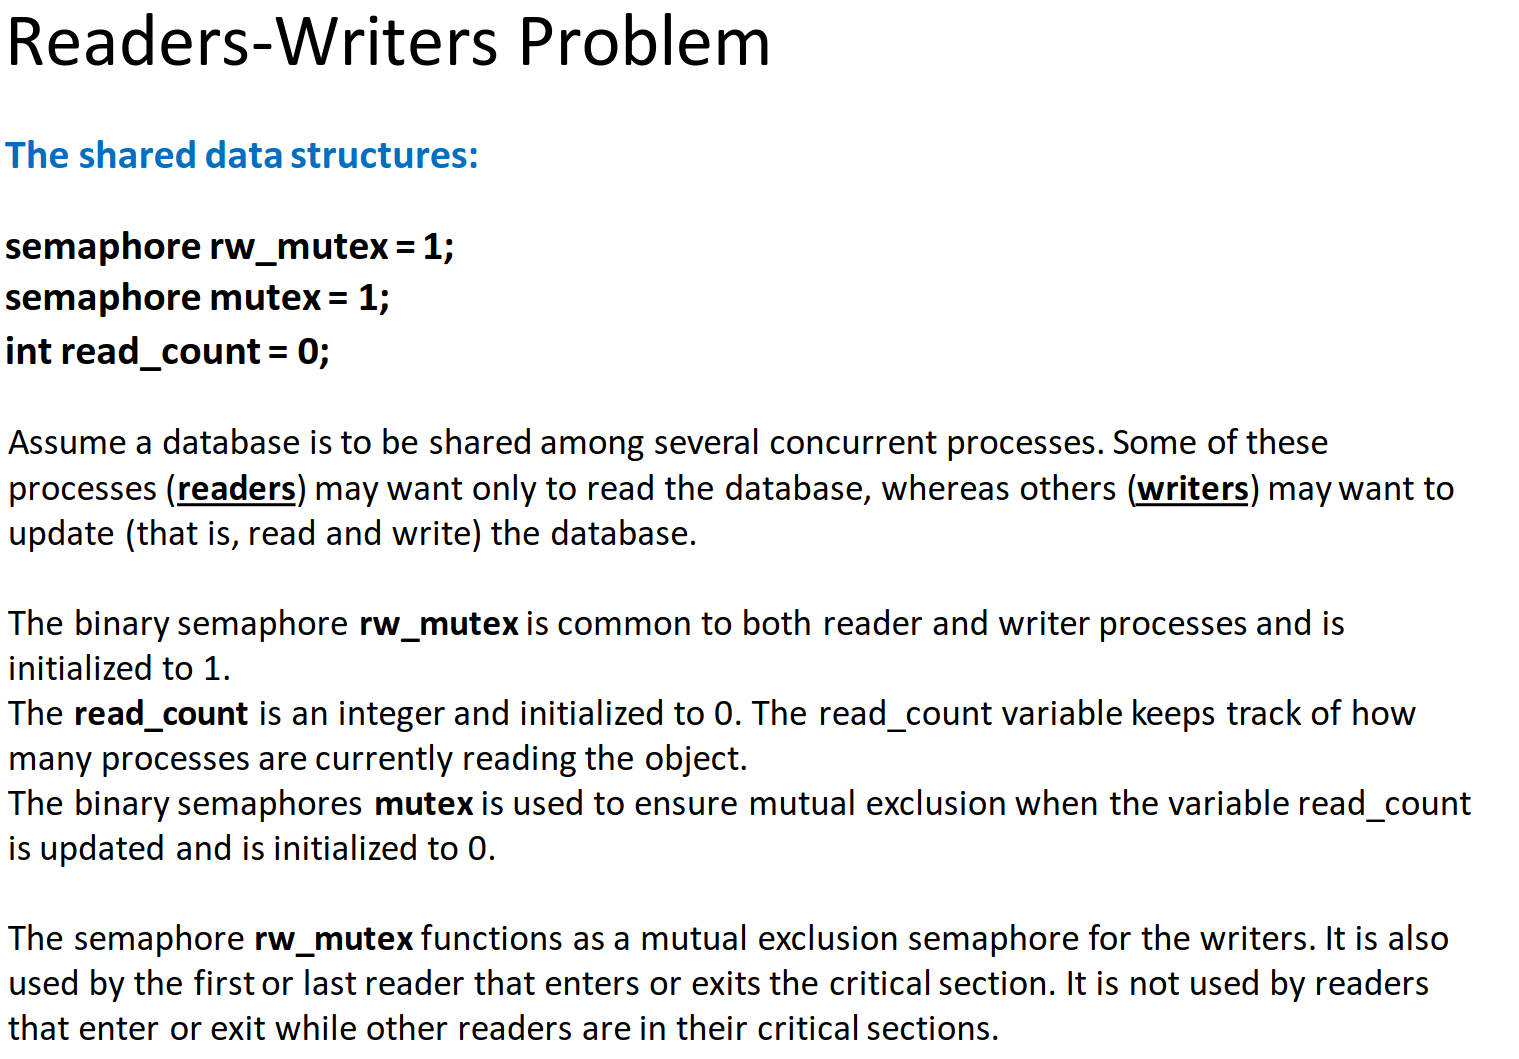 Readers-Writers Problem
The shared data structures:
semaphore rw_mutex = 1;
semaphore mutex = 1;
int read_count = 0;
Assume a database is to be shared among several concurrent processes. Some of these
processes (readers) may want only to read the database, whereas others (writers) may want to
update (that is, read and write) the database.
The binary semaphore rw_mutex is common to both reader and writer processes and is
initialized to 1.
The read_count is an integer and initialized to 0. The read_count variable keeps track of how
many processes are currently reading the object.
The binary semaphores mutex is used to ensure mutual exclusion when the variable read_count
is updated and is initialized to 0.
The semaphore rw_mutex functions as a mutual exclusion semaphore for the writers. It is also
used by the first or last reader that enters or exits the critical section. It is not used by readers
that enter or exit while other readers are in their critical sections.